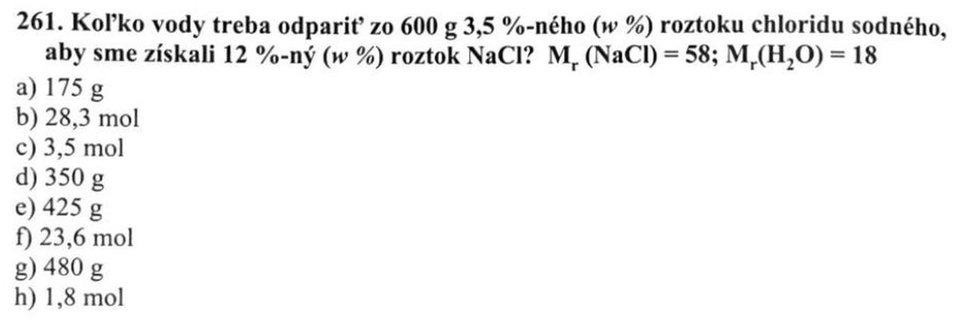 261. Koľko vody treba odpariť zo 600 g 3,5 %-ného (w %) roztoku chloridu sodného,
aby sme získali 12 %-ný (w %) roztok NaCl? Mᵣ (NaCl) = 58; Mᵣ(H₂O) = 18
a) 175 g
b) 28,3 mol
c) 3,5 mol
d) 350 g
e) 425 g
f) 23,6 mol
g) 480 g
h) 1,8 mol